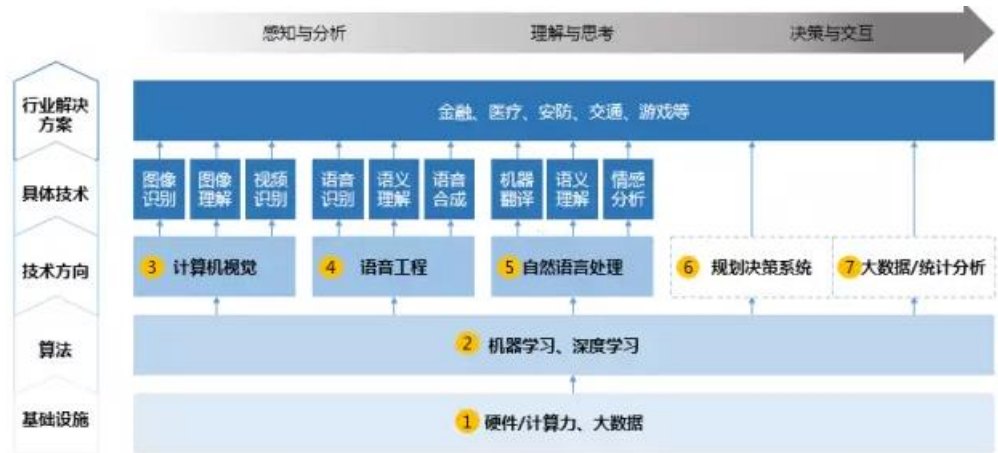 感知与分析
理解与思考
决策与交互
行业解决
方案
金融、医疗、安防、交通、游戏等
具体技术
图像
识别
图像
理解
视频
识别
语音
识别
语义
理解
语音
合成
机器
翻译
语义
理解
情感
分析
技术方向
3 计算机视觉
4 语音工程
5 自然语言处理
6 规划决策系统
7 大数据/统计分析
算法
2 机器学习、深度学习
基础设施
1 硬件/计算力、大数据